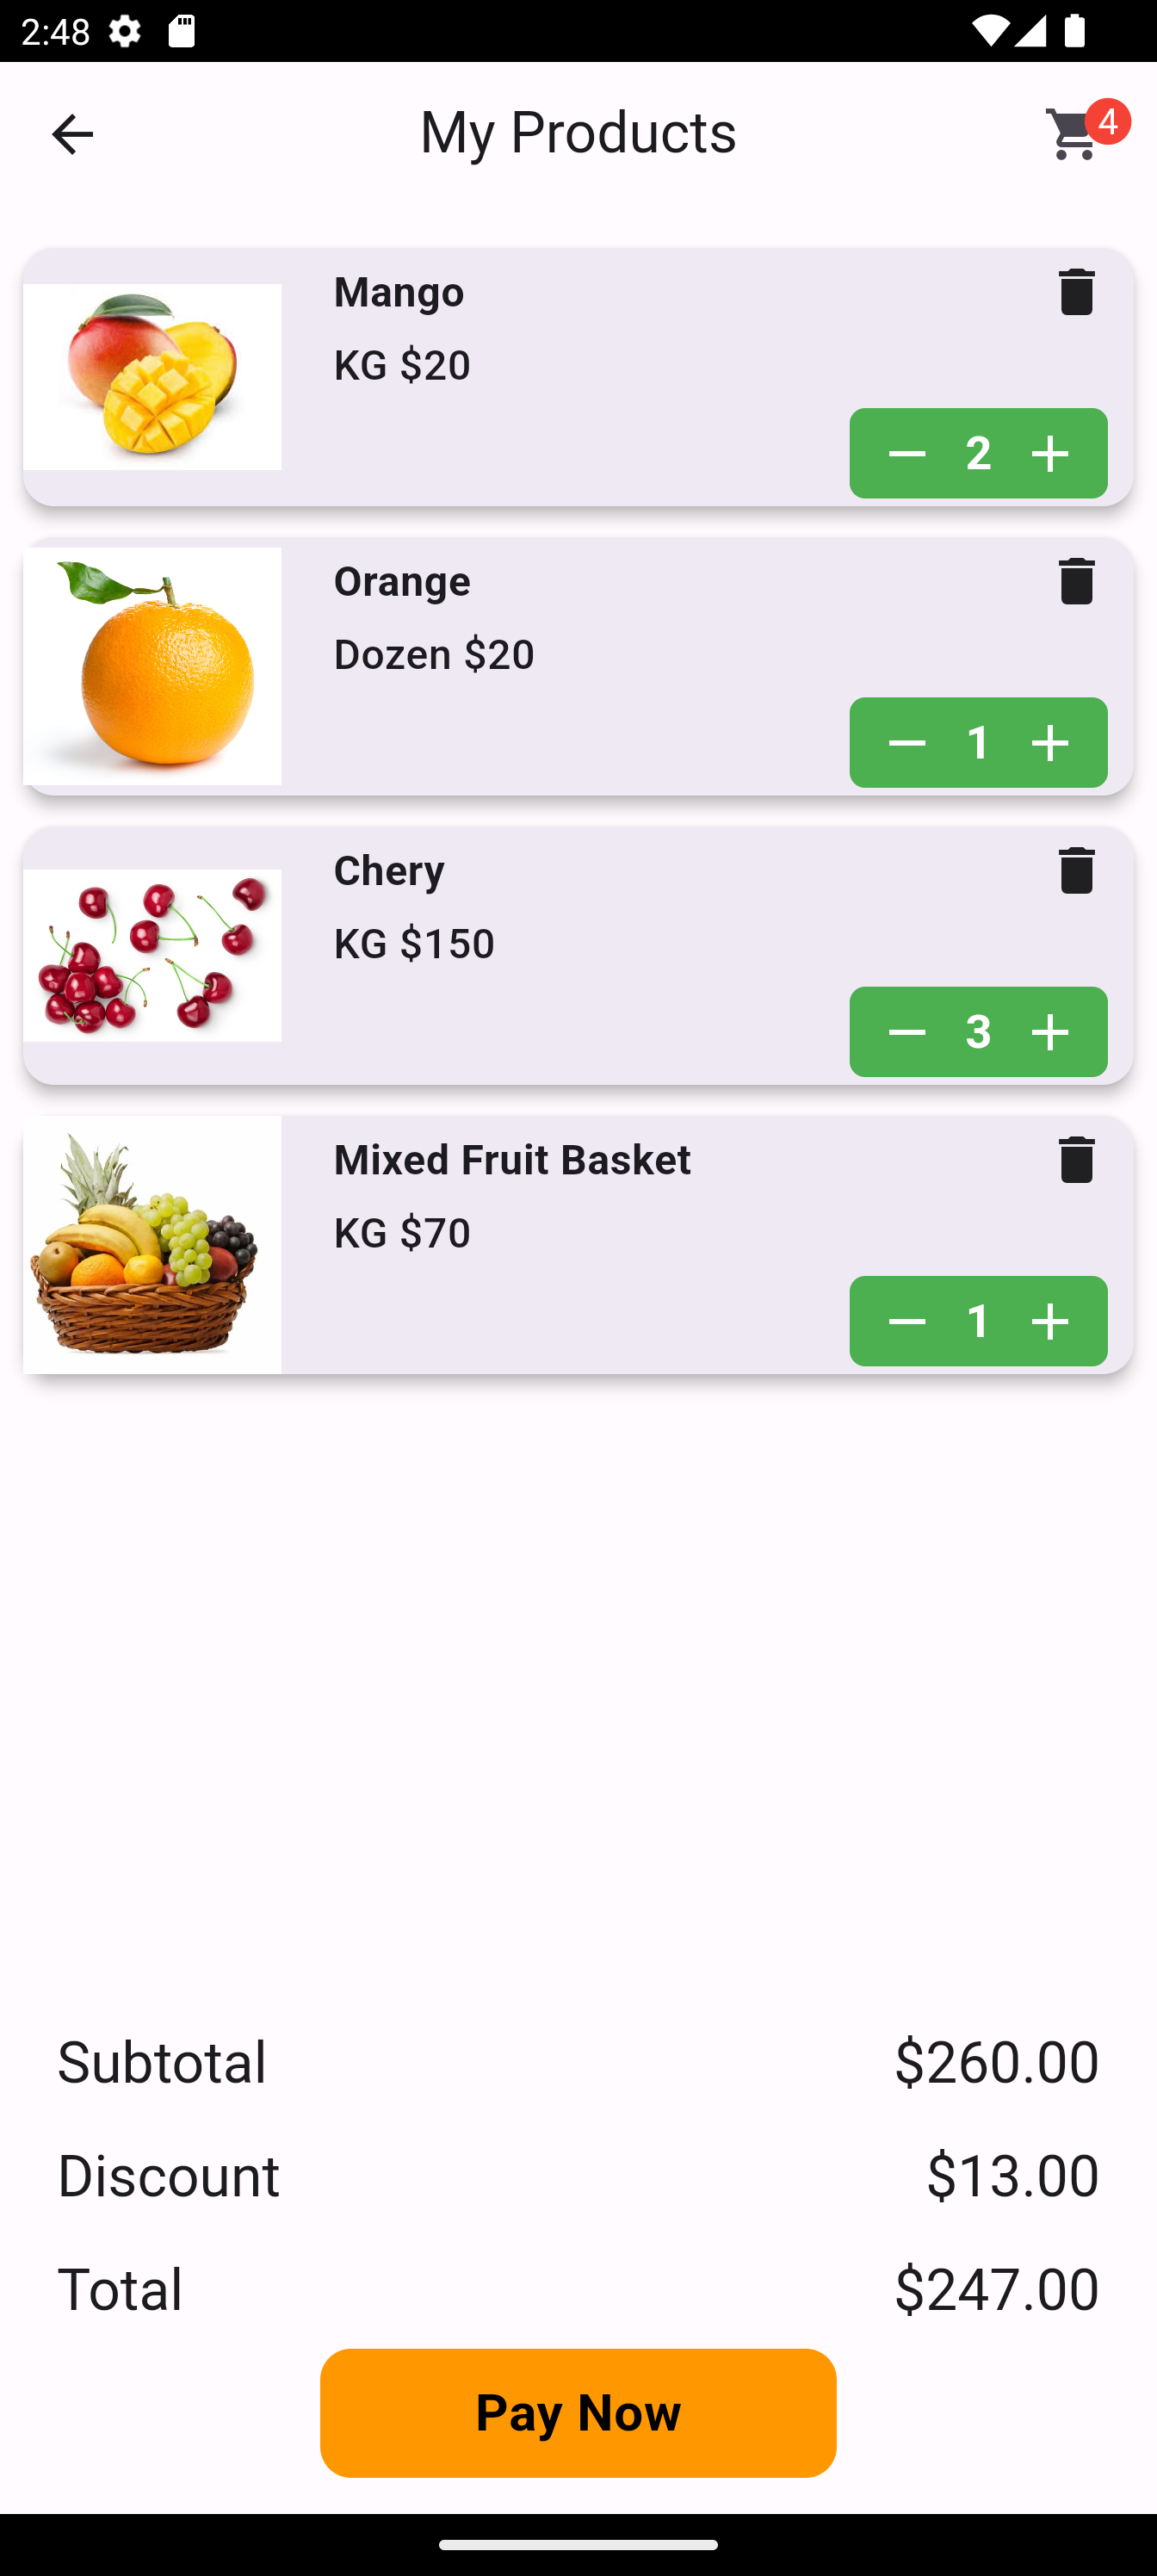 2:48
My Products
4
Mango
KG $20
2
Orange
Dozen $20
1
Chery
KG $150
3
Mixed Fruit Basket
KG $70
1
Subtotal $260.00
Discount $13.00
Total $247.00
Pay Now